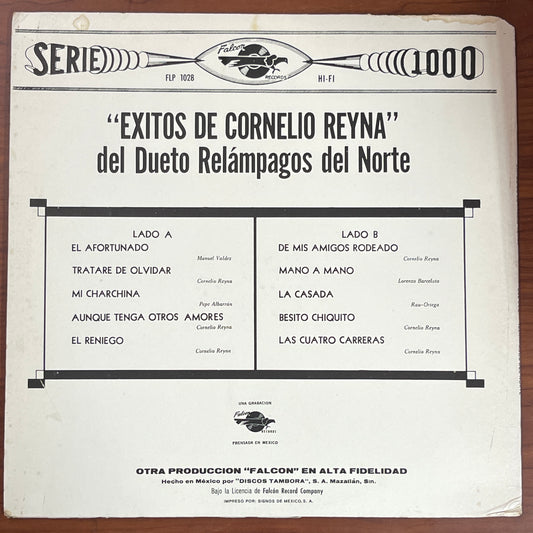 SERIE
Falcon
RECORDS
1000
FLP 1028
HI-FI
"EXITOS DE CORNELIO REYNA"
del Dueto Relámpagos del Norte
LADO A
EL AFORTUNADO
Manuel Valdez
TRATARE DE OLVIDAR
Cornelio Reyna
MI CHARCHINA
Pepe Albarrán
AUNQUE TENGA OTROS AMORES
Cornelio Reyna
EL RENIEGO
Cornelio Reyna
LADO B
DE MIS AMIGOS RODEADO
Cornelio Reyna
MANO A MANO
Lorenzo Barcelata
LA CASADA
Rau-Ortega
BESITO CHIQUITO
Cornelio Reyna
LAS CUATRO CARRERAS
Cornelio Reyna
UNA GRABACION
Falcon
RECORDS
PRENSADA EN MEXICO
OTRA PRODUCCION "FALCON" EN ALTA FIDELIDAD
Hecho en México por "DISCOS TAMBORA", S. A. Mazatlán, Sin.
Bajo la Licencia de Falcón Record Company
IMPRESO POR: SIGNOS DE MEXICO, S. A.